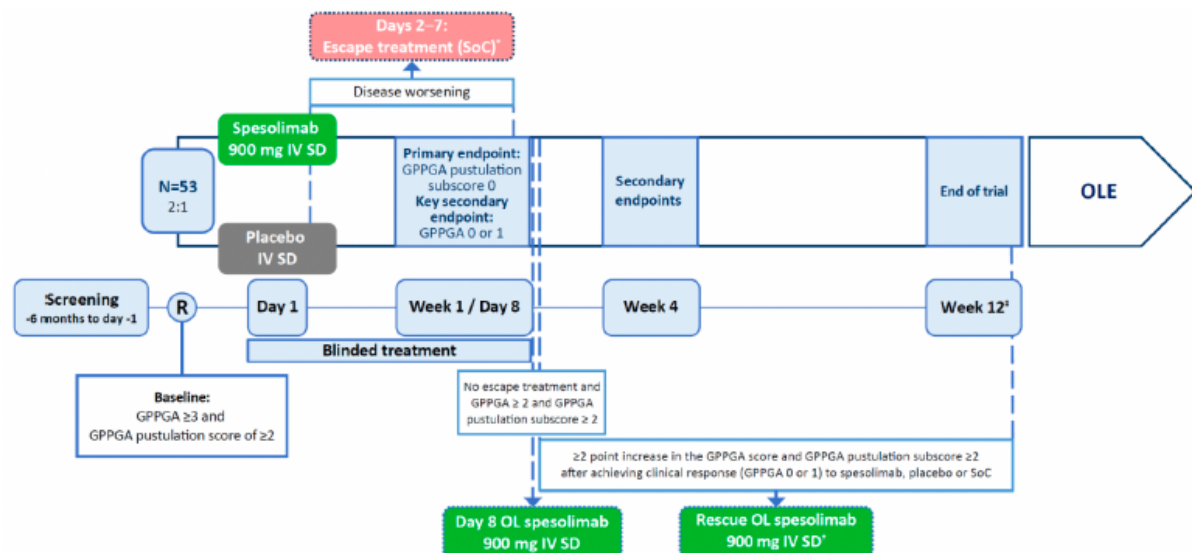 Days 2–7:
Escape treatment (SoC)*
Disease worsening
Spesolimab
900 mg IV SD
N=53
2:1
Placebo
IV SD
Primary endpoint:
GPPGA pustulation
subscore 0
Key secondary
endpoint:
GPPGA 0 or 1
Secondary
endpoints
End of trial
OLE
Screening
-6 months to day -1
R
Day 1
Week 1 / Day 8
Week 4
Week 12‡
Blinded treatment
Baseline:
GPPGA ≥3 and
GPPGA pustulation score of ≥2
No escape treatment and
GPPGA ≥ 2 and GPPGA
pustulation subscore ≥ 2
≥2 point increase in the GPPGA score and GPPGA pustulation subscore ≥2
after achieving clinical response (GPPGA 0 or 1) to spesolimab, placebo or SoC
Day 8 OL spesolimab
900 mg IV SD
Rescue OL spesolimab
900 mg IV SD*